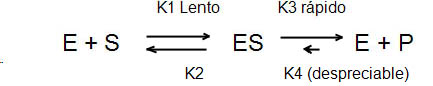 K1 Lento K3 rápido
E + S ES E + P
K2 K4 (despreciable)